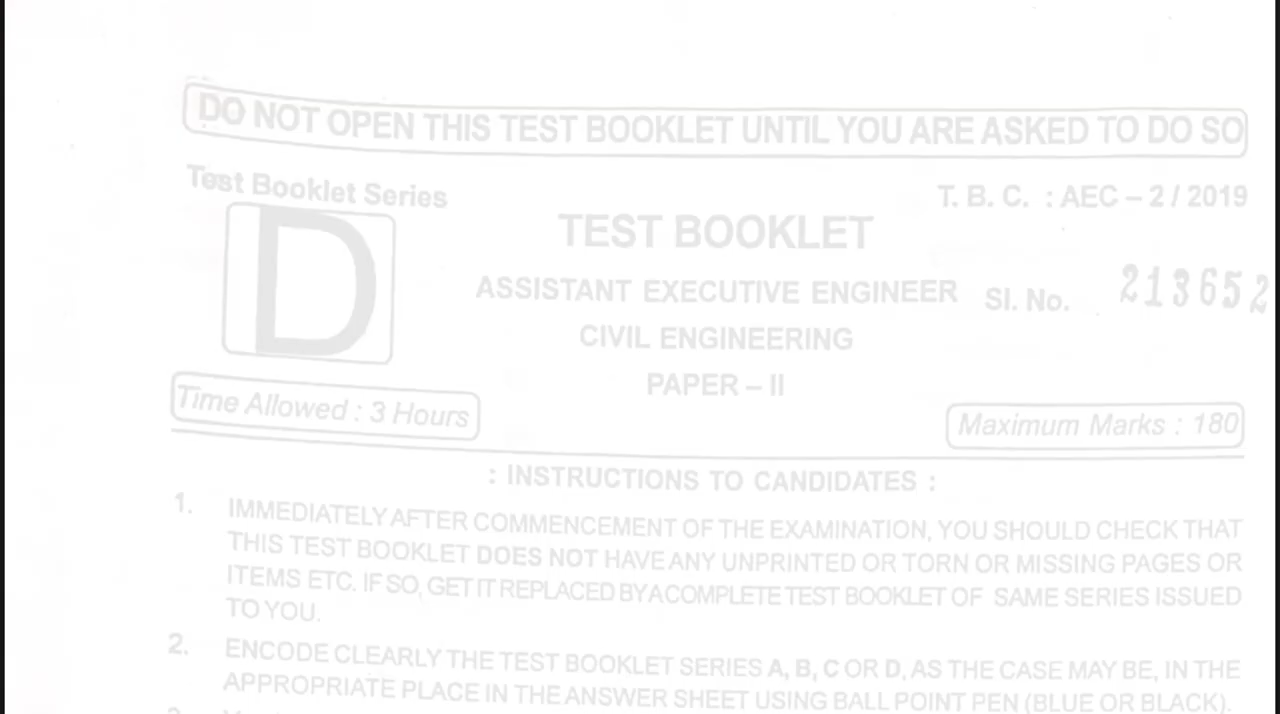 DO NOT OPEN THIS TEST BOOKLET UNTIL YOU ARE ASKED TO DO SO
Test Booklet Series
T. B. C. : AEC – 2 / 2019
D
TEST BOOKLET
ASSISTANT EXECUTIVE ENGINEER
Sl. No. 213652
CIVIL ENGINEERING
PAPER – II
Time Allowed : 3 Hours
Maximum Marks : 180
: INSTRUCTIONS TO CANDIDATES :
1. IMMEDIATELY AFTER COMMENCEMENT OF THE EXAMINATION, YOU SHOULD CHECK THAT
THIS TEST BOOKLET DOES NOT HAVE ANY UNPRINTED OR TORN OR MISSING PAGES OR
ITEMS ETC. IF SO, GET IT REPLACED BY A COMPLETE TEST BOOKLET OF SAME SERIES ISSUED
TO YOU.
2. ENCODE CLEARLY THE TEST BOOKLET SERIES A, B, C OR D, AS THE CASE MAY BE, IN THE
APPROPRIATE PLACE IN THE ANSWER SHEET USING BALL POINT PEN (BLUE OR BLACK).